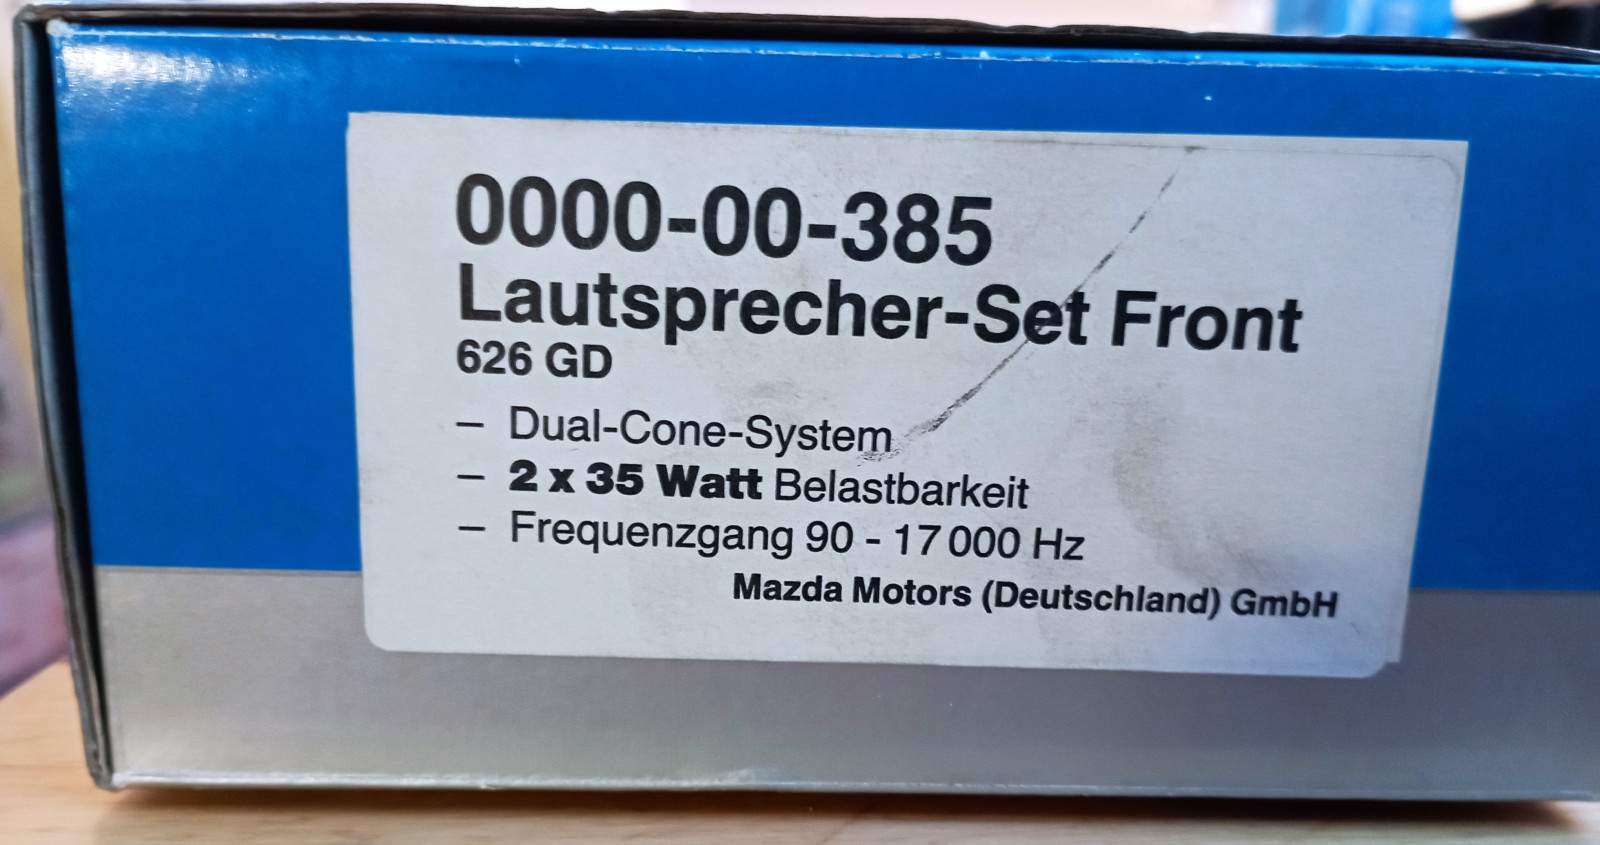 0000-00-385
Lautsprecher-Set Front
626 GD
– Dual-Cone-System
– 2 x 35 Watt Belastbarkeit
– Frequenzgang 90 - 17 000 Hz
Mazda Motors (Deutschland) GmbH